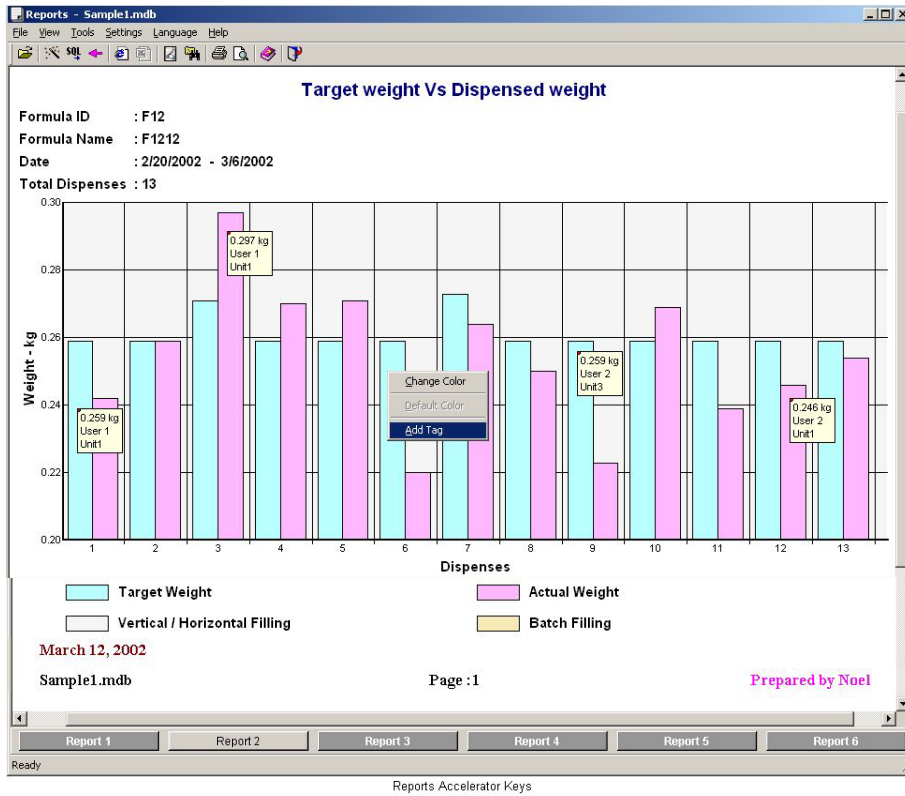 Reports - Sample1.mdb
File View Tools Settings Language Help
SQL
Target weight Vs Dispensed weight
Formula ID : F12
Formula Name : F1212
Date : 2/20/2002 - 3/6/2002
Total Dispenses : 13
0.30
0.28
0.26
0.24
0.22
0.20
Weight - kg
0.297 kg
User 1
Unit1
0.259 kg
User 1
Unit1
Change Color
Default Color
Add Tag
0.259 kg
User 2
Unit3
0.246 kg
User 2
Unit1
1 2 3 4 5 6 7 8 9 10 11 12 13
Dispenses
Target Weight Actual Weight
Vertical / Horizontal Filling Batch Filling
March 12, 2002
Sample1.mdb Page :1 Prepared by Noel
Report 1 Report 2 Report 3 Report 4 Report 5 Report 6
Ready
Reports Accelerator Keys